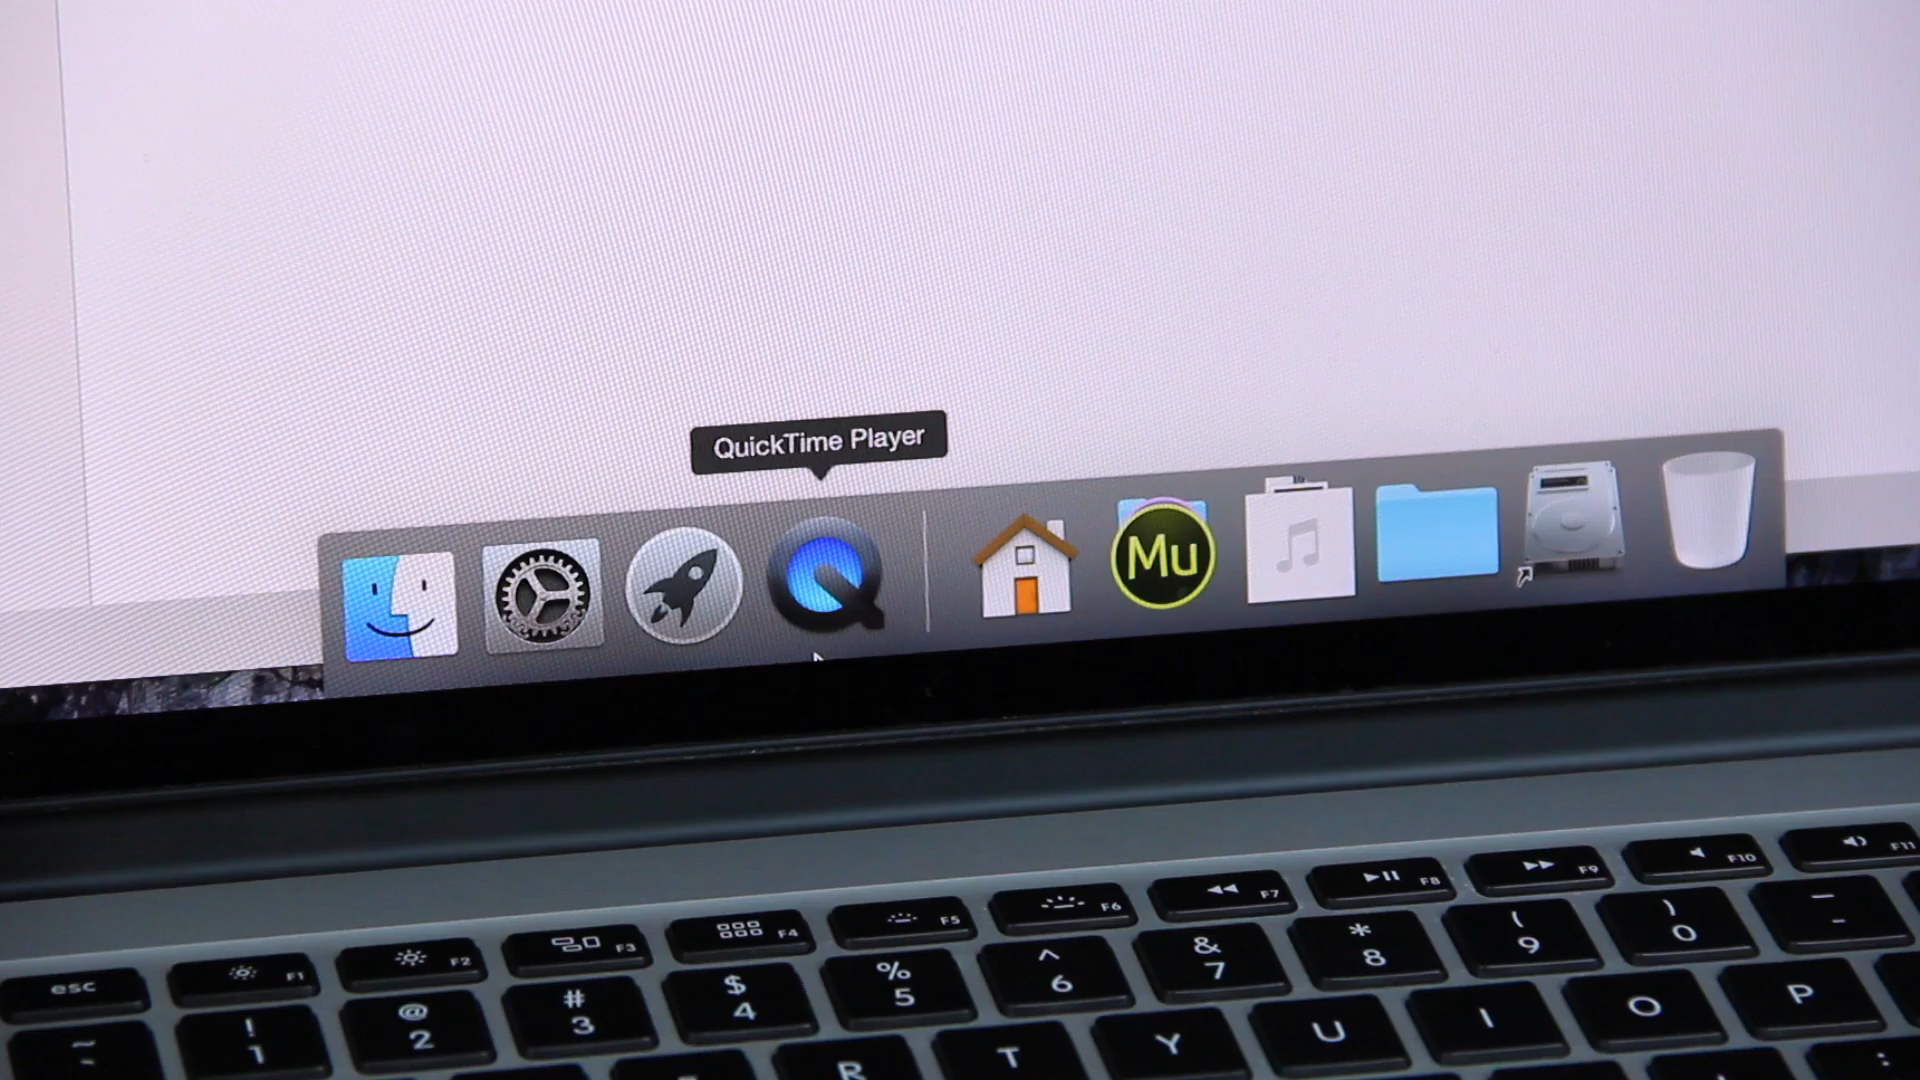 QuickTime Player
Mu
esc F1 F2 F3 F4 F5 F6 F7 F8 F9 F10 F11
~ ! @ # $ % ^ & * ( ) _
` 1 2 3 4 5 6 7 8 9 0 -
R T Y U I O P
: